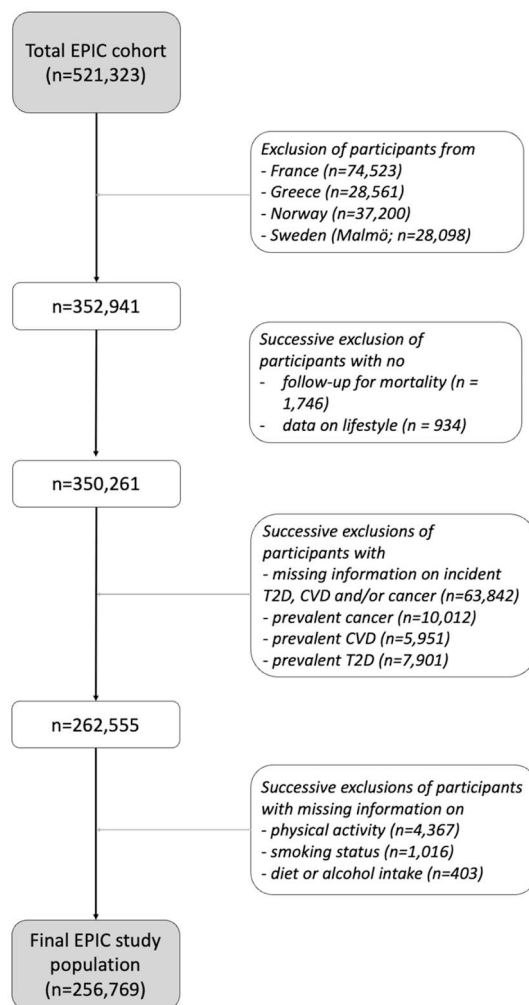 Total EPIC cohort
(n=521,323)
Exclusion of participants from
- France (n=74,523)
- Greece (n=28,561)
- Norway (n=37,200)
- Sweden (Malmö; n=28,098)
n=352,941
Successive exclusion of
participants with no
- follow-up for mortality (n =
1,746)
- data on lifestyle (n = 934)
n=350,261
Successive exclusions of
participants with
- missing information on incident
T2D, CVD and/or cancer (n=63,842)
- prevalent cancer (n=10,012)
- prevalent CVD (n=5,951)
- prevalent T2D (n=7,901)
n=262,555
Successive exclusions of participants
with missing information on
- physical activity (n=4,367)
- smoking status (n=1,016)
- diet or alcohol intake (n=403)
Final EPIC study
population
(n=256,769)